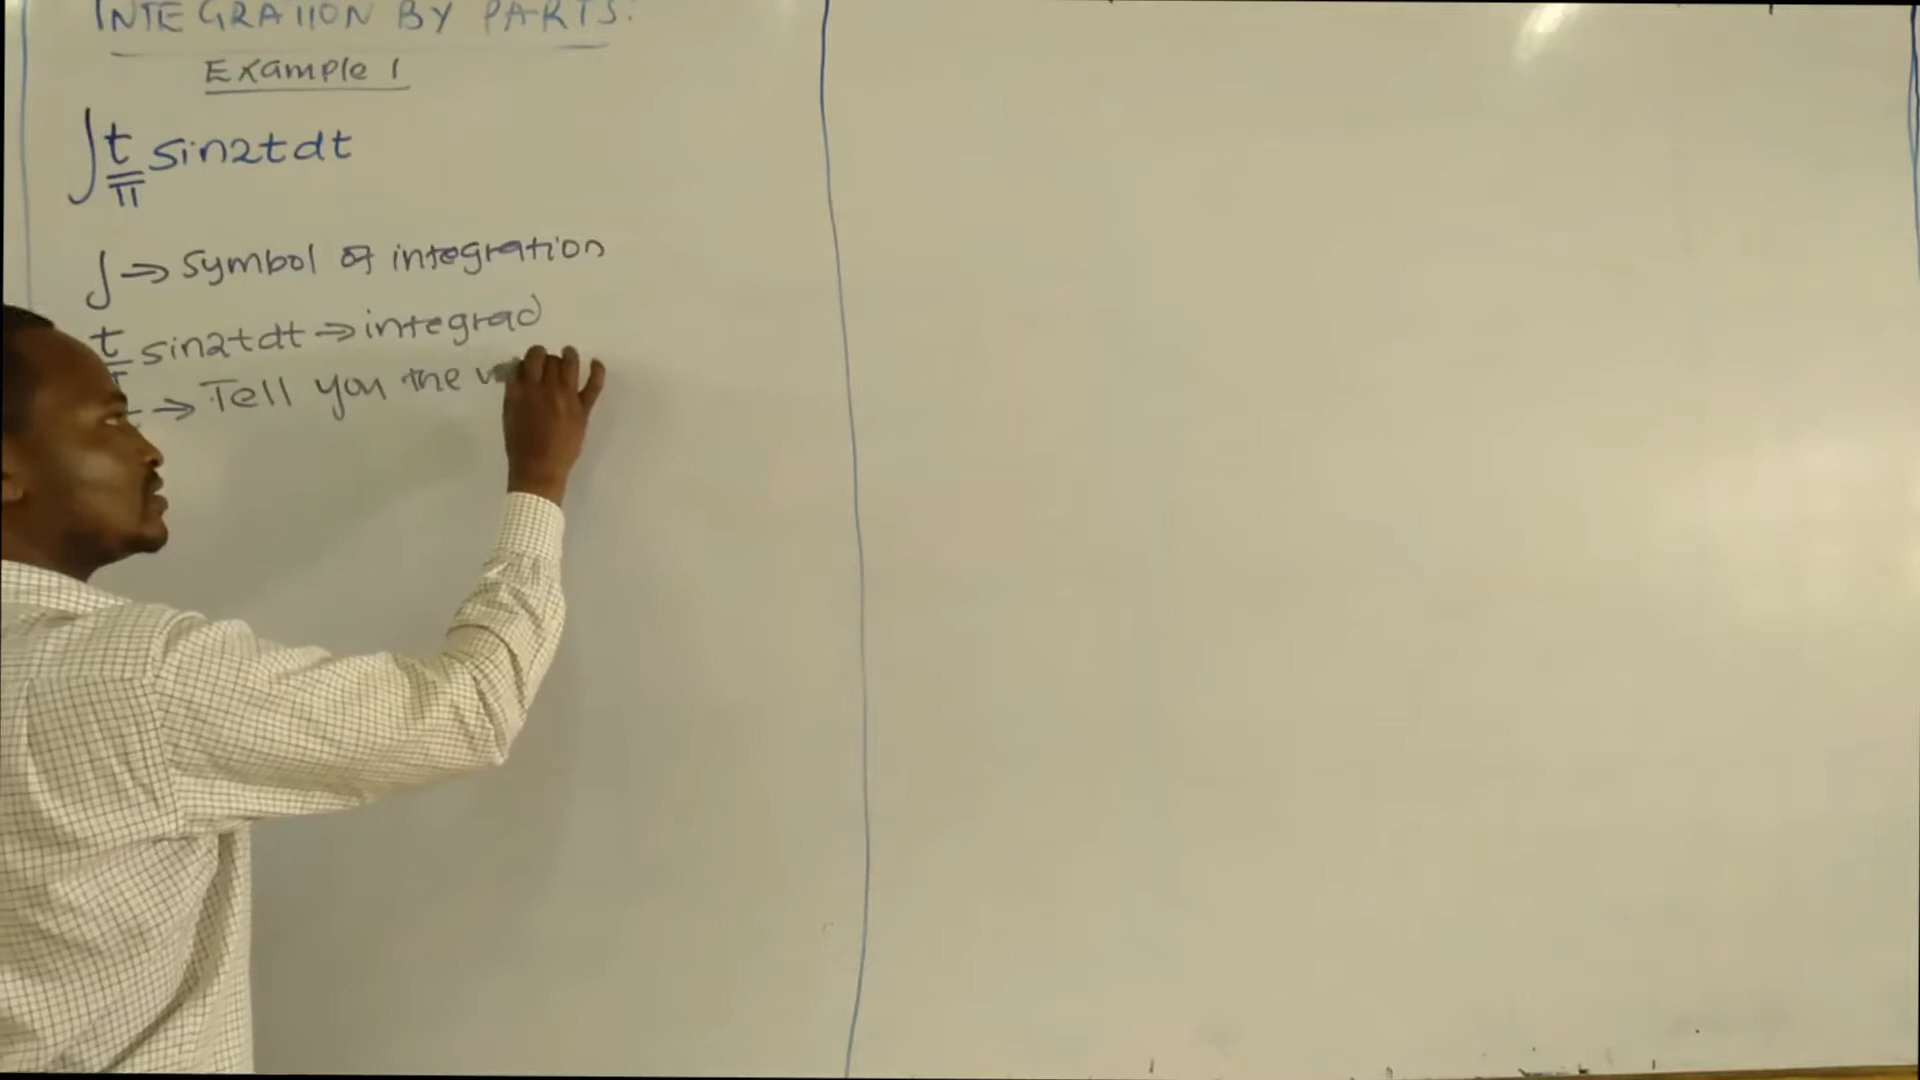 INTEGRATION BY PARTS.
Example 1
∫ t/π sin2tdt
∫ → Symbol of integration
t/ sin2tdt → integrad
→ Tell you the